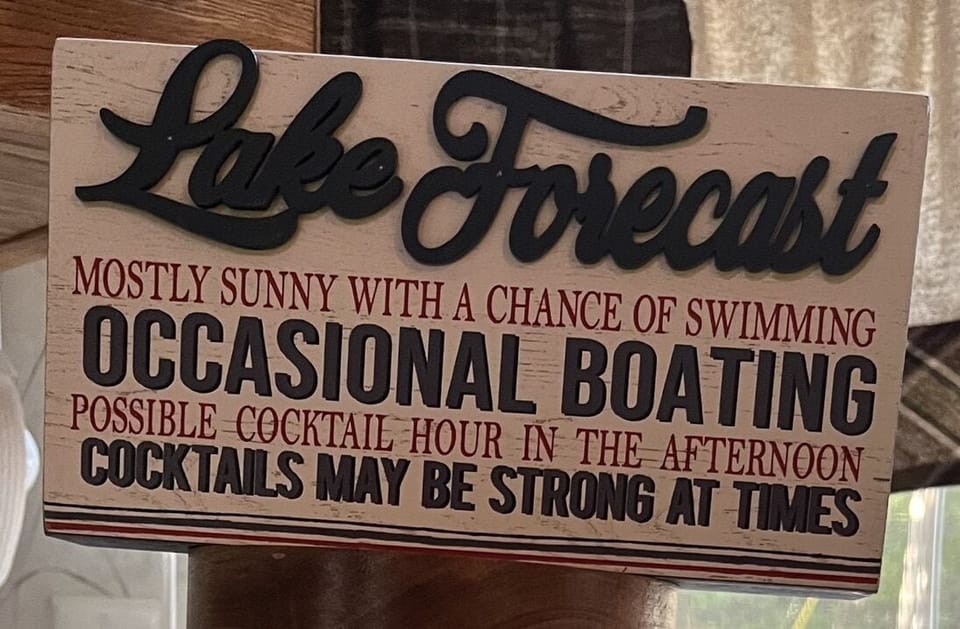 Lake Forecast
MOSTLY SUNNY WITH A CHANCE OF SWIMMING
OCCASIONAL BOATING
POSSIBLE COCKTAIL HOUR IN THE AFTERNOON
COCKTAILS MAY BE STRONG AT TIMES